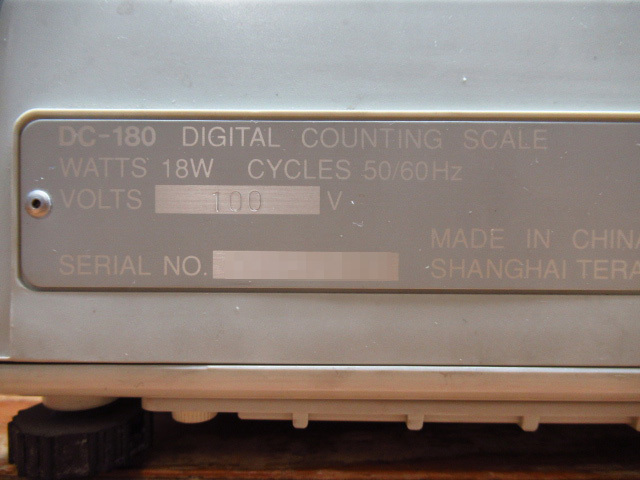 DC-180 DIGITAL COUNTING SCALE
WATTS 18W CYCLES 50/60Hz
VOLTS 100 V
MADE IN CHINA
SERIAL NO.
SHANGHAI TERA